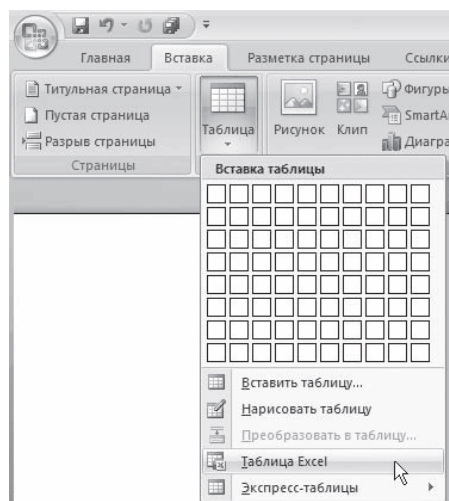 Главная Вставка Разметка страницы Ссылки
Титульная страница
Пустая страница
Разрыв страницы
Страницы
Таблица
Рисунок
Клип
Фигуры
SmartA
Диагра
Вставка таблицы
Вставить таблицу...
Нарисовать таблицу
Преобразовать в таблицу...
Таблица Excel
Экспресс-таблицы